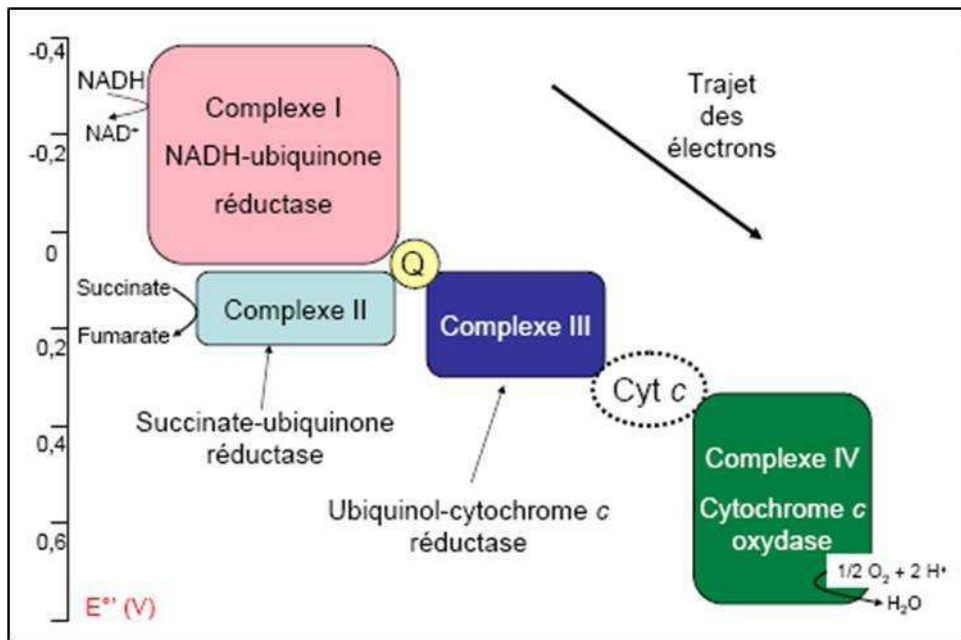 -0,4
-0,2
0
0,2
0,4
0,6
E°’ (V)
NADH
NAD⁺
Complexe I
NADH-ubiquinone
réductase
Trajet
des
électrons
Q
Succinate
Fumarate
Complexe II
Complexe III
Succinate-ubiquinone
réductase
Cyt c
Ubiquinol-cytochrome c
réductase
Complexe IV
Cytochrome c
oxydase
1/2 O₂ + 2 H⁺
H₂O